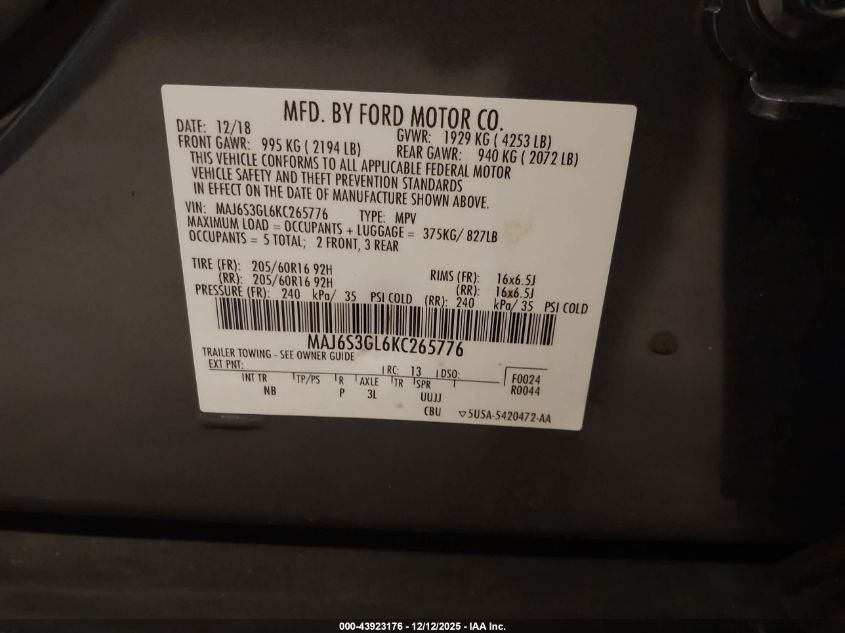 MFD. BY FORD MOTOR CO.
DATE: 12/18 GVWR: 1929 KG ( 4253 LB)
FRONT GAWR: 995 KG ( 2194 LB) REAR GAWR: 940 KG ( 2072 LB)
THIS VEHICLE CONFORMS TO ALL APPLICABLE FEDERAL MOTOR
VEHICLE SAFETY AND THEFT PREVENTION STANDARDS
IN EFFECT ON THE DATE OF MANUFACTURE SHOWN ABOVE.
VIN: MAJ6S3GL6KC265776 TYPE: MPV
MAXIMUM LOAD = OCCUPANTS + LUGGAGE = 375KG/ 827LB
OCCUPANTS = 5 TOTAL; 2 FRONT, 3 REAR
TIRE (FR): 205/60R16 92H RIMS (FR): 16x6.5J
(RR): 205/60R16 92H (RR): 16x6.5J
PRESSURE (FR): 240 kPa/ 35 PSI COLD (RR): 240 kPa/ 35 PSI COLD
MAJ6S3GL6KC265776
TRAILER TOWING - SEE OWNER GUIDE
EXT PNT: RC: 13 DSO: F0024
INT TR TP/PS R AXLE TR SPR R0044
NB P 3L UUJJ
CBU ▽5U5A-5420472-AA
000-43923176 - 12/12/2025 - IAA Inc.